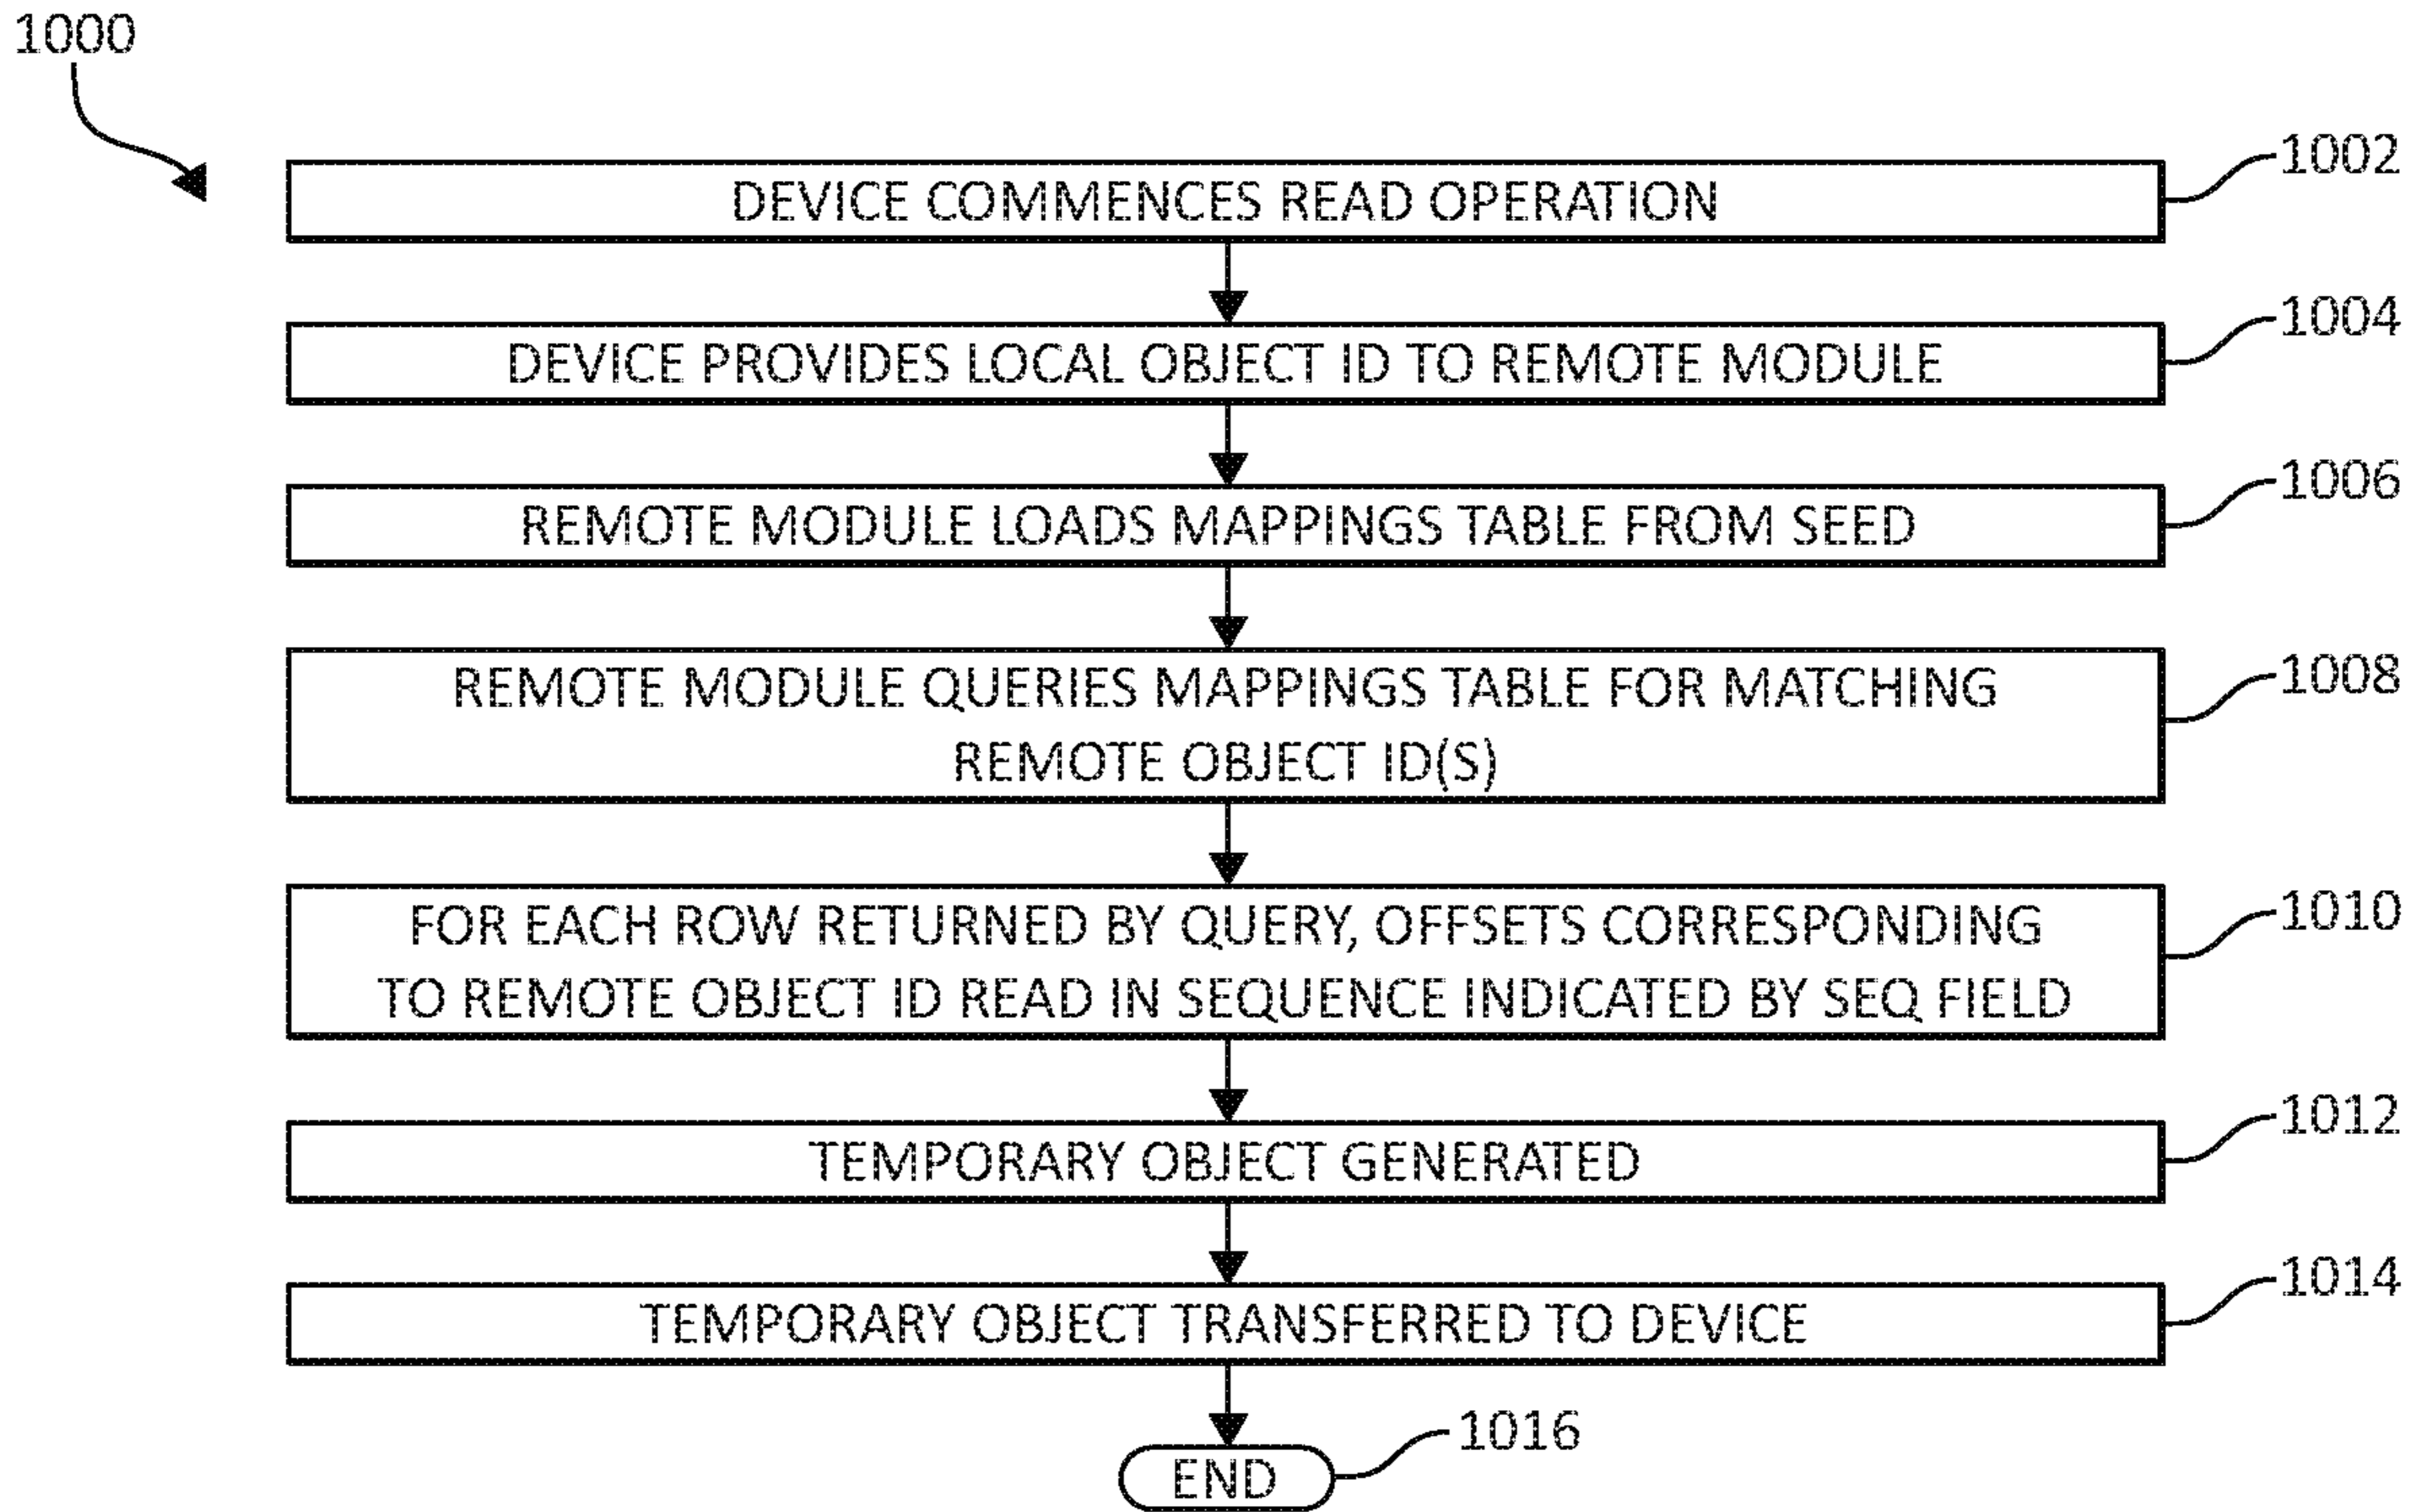 1000
1002
DEVICE COMMENCES READ OPERATION
1004
DEVICE PROVIDES LOCAL OBJECT ID TO REMOTE MODULE
1006
REMOTE MODULE LOADS MAPPINGS TABLE FROM SEED
1008
REMOTE MODULE QUERIES MAPPINGS TABLE FOR MATCHING
REMOTE OBJECT ID(S)
1010
FOR EACH ROW RETURNED BY QUERY, OFFSETS CORRESPONDING
TO REMOTE OBJECT ID READ IN SEQUENCE INDICATED BY SEQ FIELD
1012
TEMPORARY OBJECT GENERATED
1014
TEMPORARY OBJECT TRANSFERRED TO DEVICE
1016
END